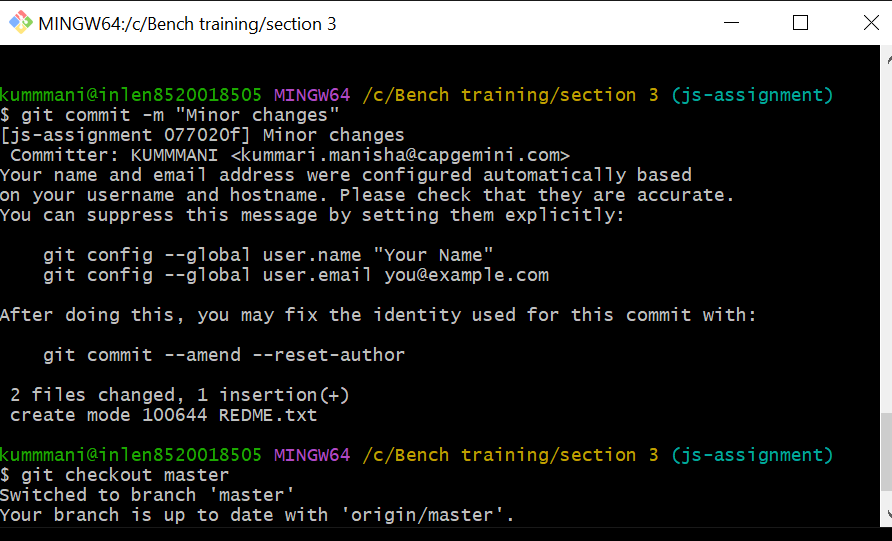 MINGW64:/c/Bench training/section 3
kummmani@inlen8520018505 MINGW64 /c/Bench training/section 3 (js-assignment)
$ git commit -m "Minor changes"
[js-assignment 077020f] Minor changes
 Committer: KUMMMANI <kummari.manisha@capgemini.com>
Your name and email address were configured automatically based
on your username and hostname. Please check that they are accurate.
You can suppress this message by setting them explicitly:
    git config --global user.name "Your Name"
    git config --global user.email you@example.com
After doing this, you may fix the identity used for this commit with:
    git commit --amend --reset-author
 2 files changed, 1 insertion(+)
 create mode 100644 REDME.txt
kummmani@inlen8520018505 MINGW64 /c/Bench training/section 3 (js-assignment)
$ git checkout master
Switched to branch 'master'
Your branch is up to date with 'origin/master'.